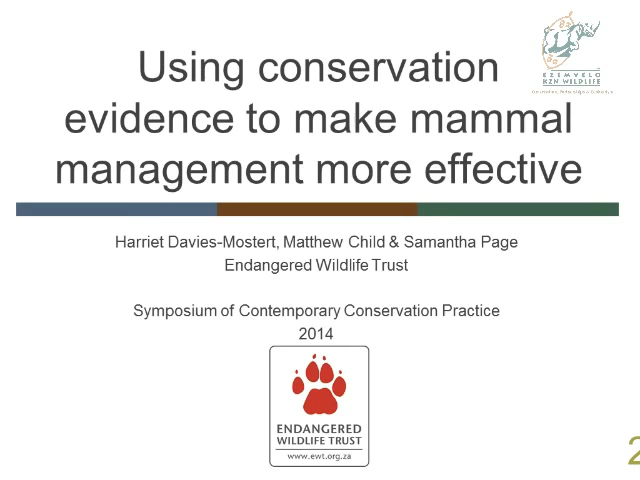 EZEMVELO
KZN WILDLIFE
Using conservation
evidence to make mammal
management more effective
Harriet Davies-Mostert, Matthew Child & Samantha Page
Endangered Wildlife Trust
Symposium of Contemporary Conservation Practice
2014
ENDANGERED
WILDLIFE TRUST
www.ewt.org.za
2